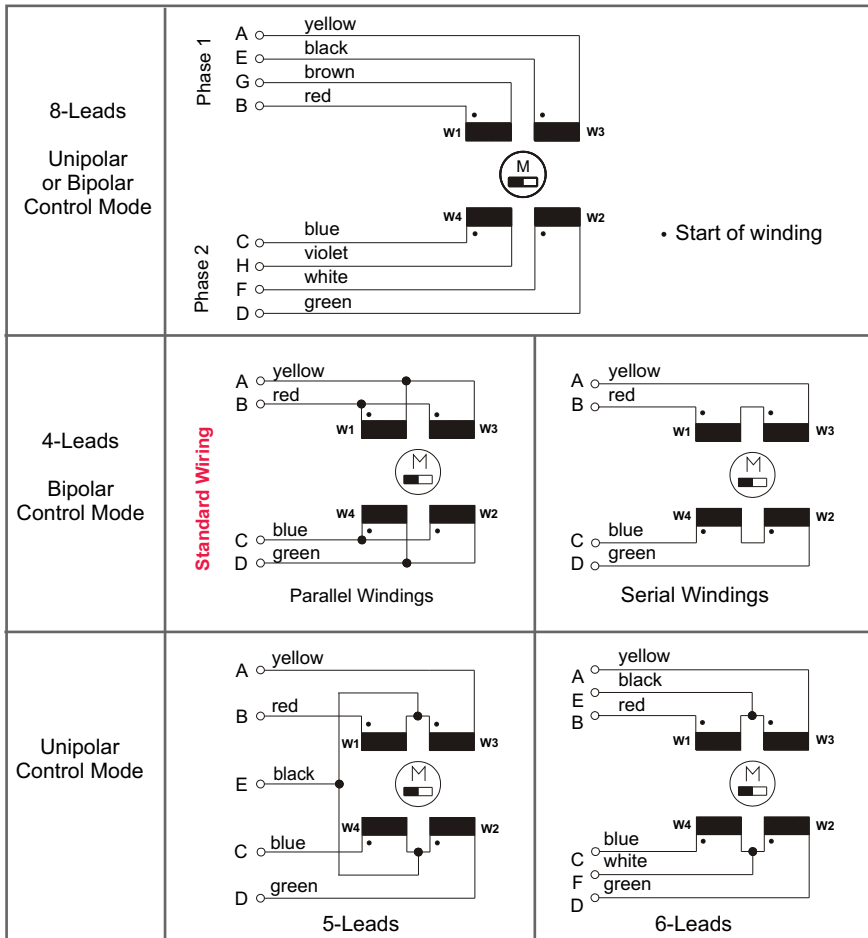 8-Leads
Unipolar
or Bipolar
Control Mode
Phase 1
A yellow
E black
G brown
B red
W1 W3
M
W4 W2
Phase 2
C blue
H violet
F white
D green
• Start of winding
4-Leads
Bipolar
Control Mode
Standard Wiring
A yellow
B red
W1 W3
M
W4 W2
C blue
D green
Parallel Windings
A yellow
B red
W1 W3
M
W4 W2
C blue
D green
Serial Windings
Unipolar
Control Mode
A yellow
B red
W1 W3
E black
M
W4 W2
C blue
D green
5-Leads
A yellow
E black
B red
W1 W3
M
W4 W2
C blue
F white
D green
6-Leads